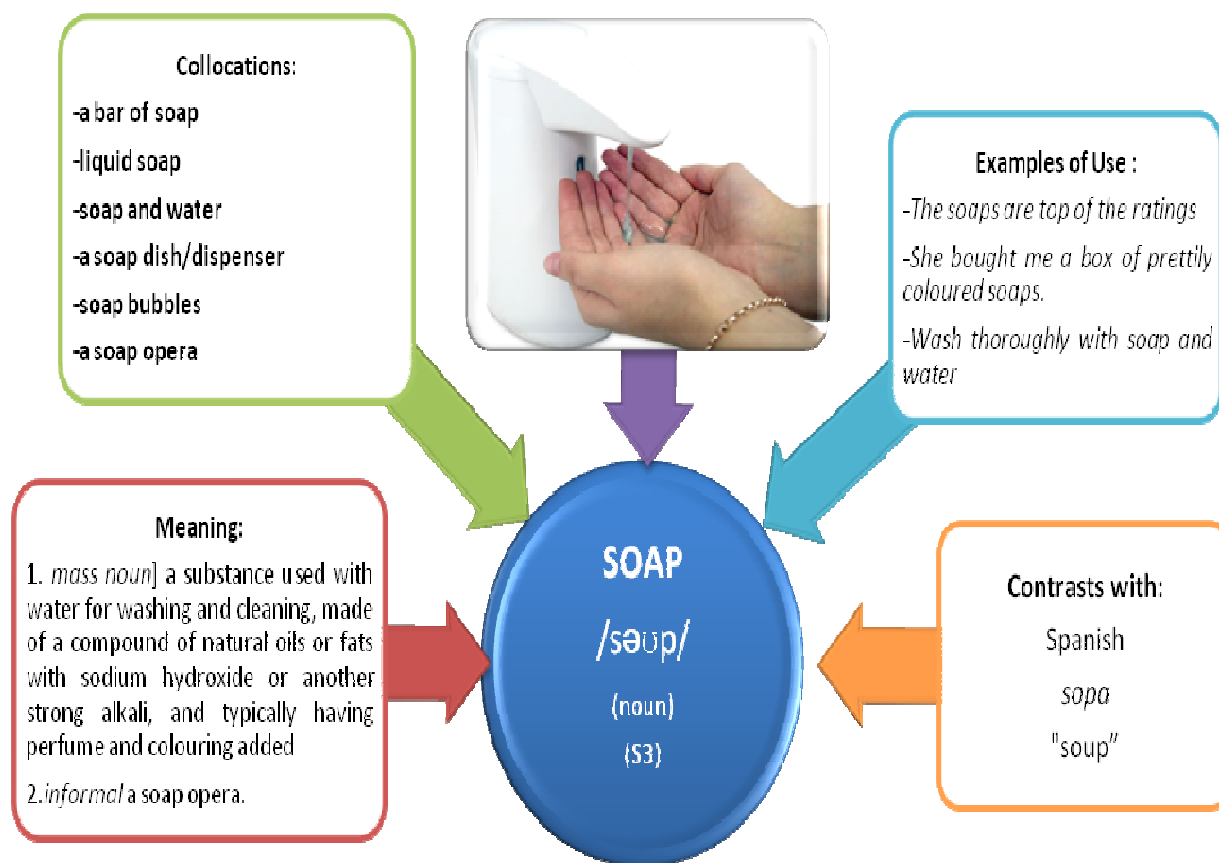 Collocations:
-a bar of soap
-liquid soap
-soap and water
-a soap dish/dispenser
-soap bubbles
-a soap opera
Examples of Use :
-The soaps are top of the ratings
-She bought me a box of prettily
coloured soaps.
-Wash thoroughly with soap and
water
Meaning:
1. mass noun] a substance used with
water for washing and cleaning, made
of a compound of natural oils or fats
with sodium hydroxide or another
strong alkali, and typically having
perfume and colouring added
2.informal a soap opera.
SOAP
/səʊp/
(noun)
(S3)
Contrasts with:
Spanish
sopa
"soup”